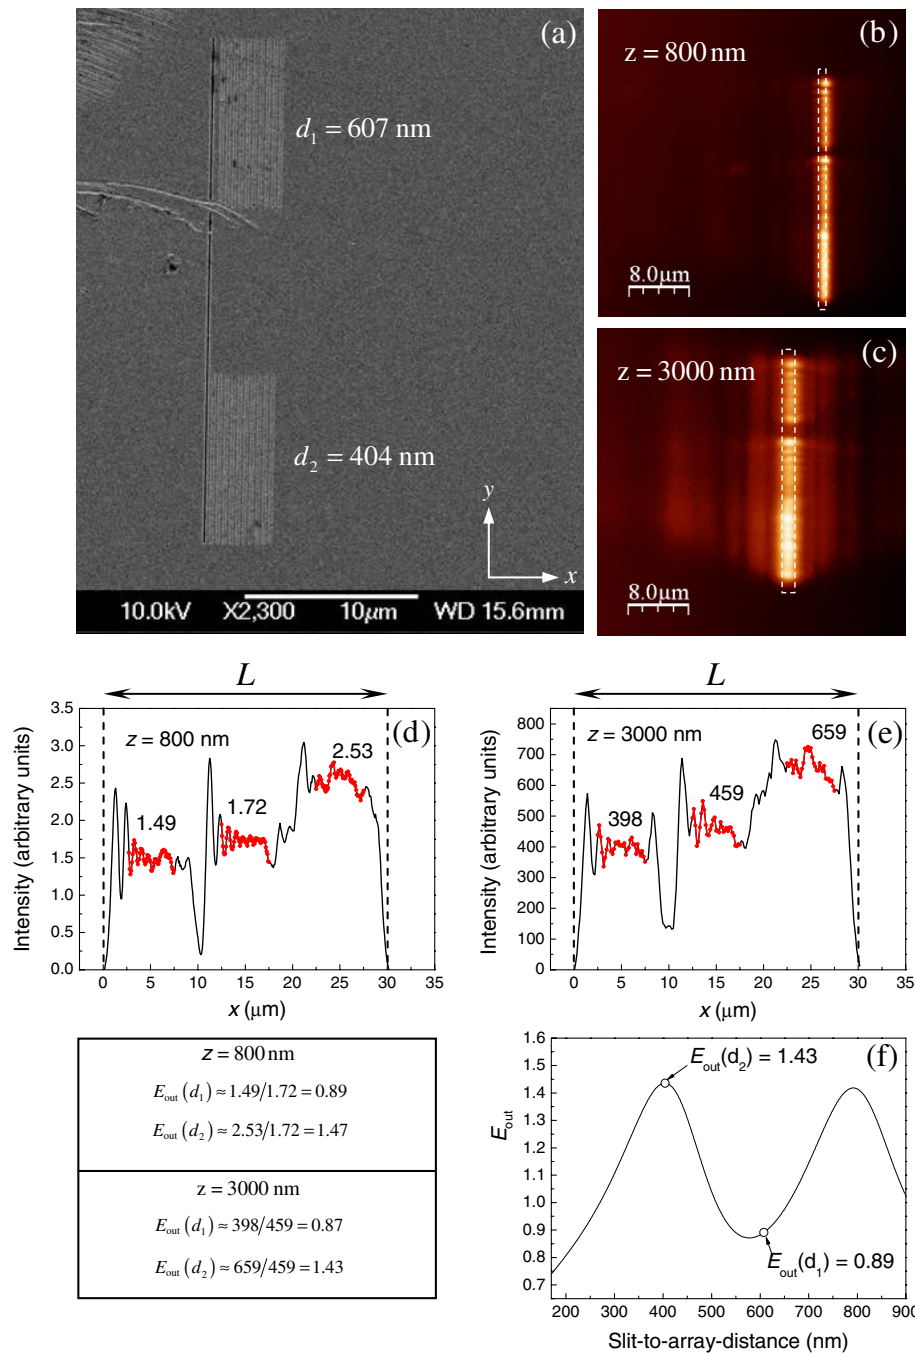 (a)
d₁ = 607 nm
d₂ = 404 nm
y
x
10.0kV X2,300 10μm WD 15.6mm
(b)
z = 800 nm
8.0μm
(c)
z = 3000 nm
8.0μm
L
(d)
z = 800 nm
1.49
1.72
2.53
Intensity (arbitrary units)
3.5
3.0
2.5
2.0
1.5
1.0
0.5
0.0
0 5 10 15 20 25 30 35
x (μm)
L
(e)
z = 3000 nm
398
459
659
Intensity (arbitrary units)
800
700
600
500
400
300
200
100
0
0 5 10 15 20 25 30 35
x (μm)
z = 800 nm
E_out (d₁) ≈ 1.49/1.72 = 0.89
E_out (d₂) ≈ 2.53/1.72 = 1.47
z = 3000 nm
E_out (d₁) ≈ 398/459 = 0.87
E_out (d₂) ≈ 659/459 = 1.43
(f)
E_out(d₂) = 1.43
E_out(d₁) = 0.89
E_out
1.6
1.5
1.4
1.3
1.2
1.1
1.0
0.9
0.8
0.7
200 300 400 500 600 700 800 900
Slit-to-array-distance (nm)